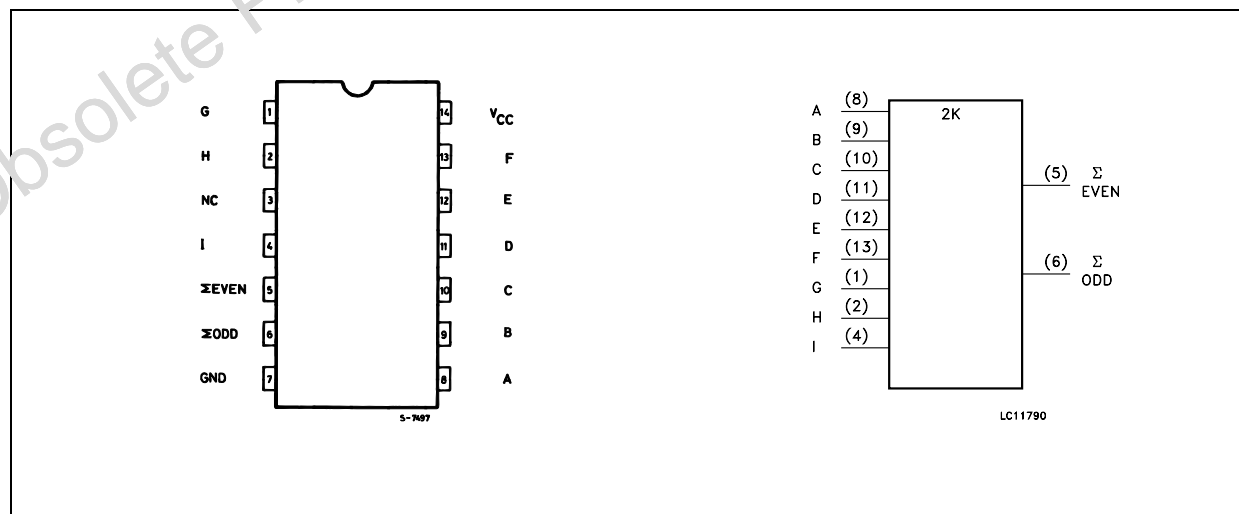 Obsolete P
G 1 14 VCC
H 2 13 F
NC 3 12 E
I 4 11 D
ΣEVEN 5 10 C
ΣODD 6 9 B
GND 7 8 A
S-7497
2K
A (8)
B (9)
C (10)
D (11)
E (12)
F (13)
G (1)
H (2)
I (4)
(5) Σ
EVEN
(6) Σ
ODD
LC11790